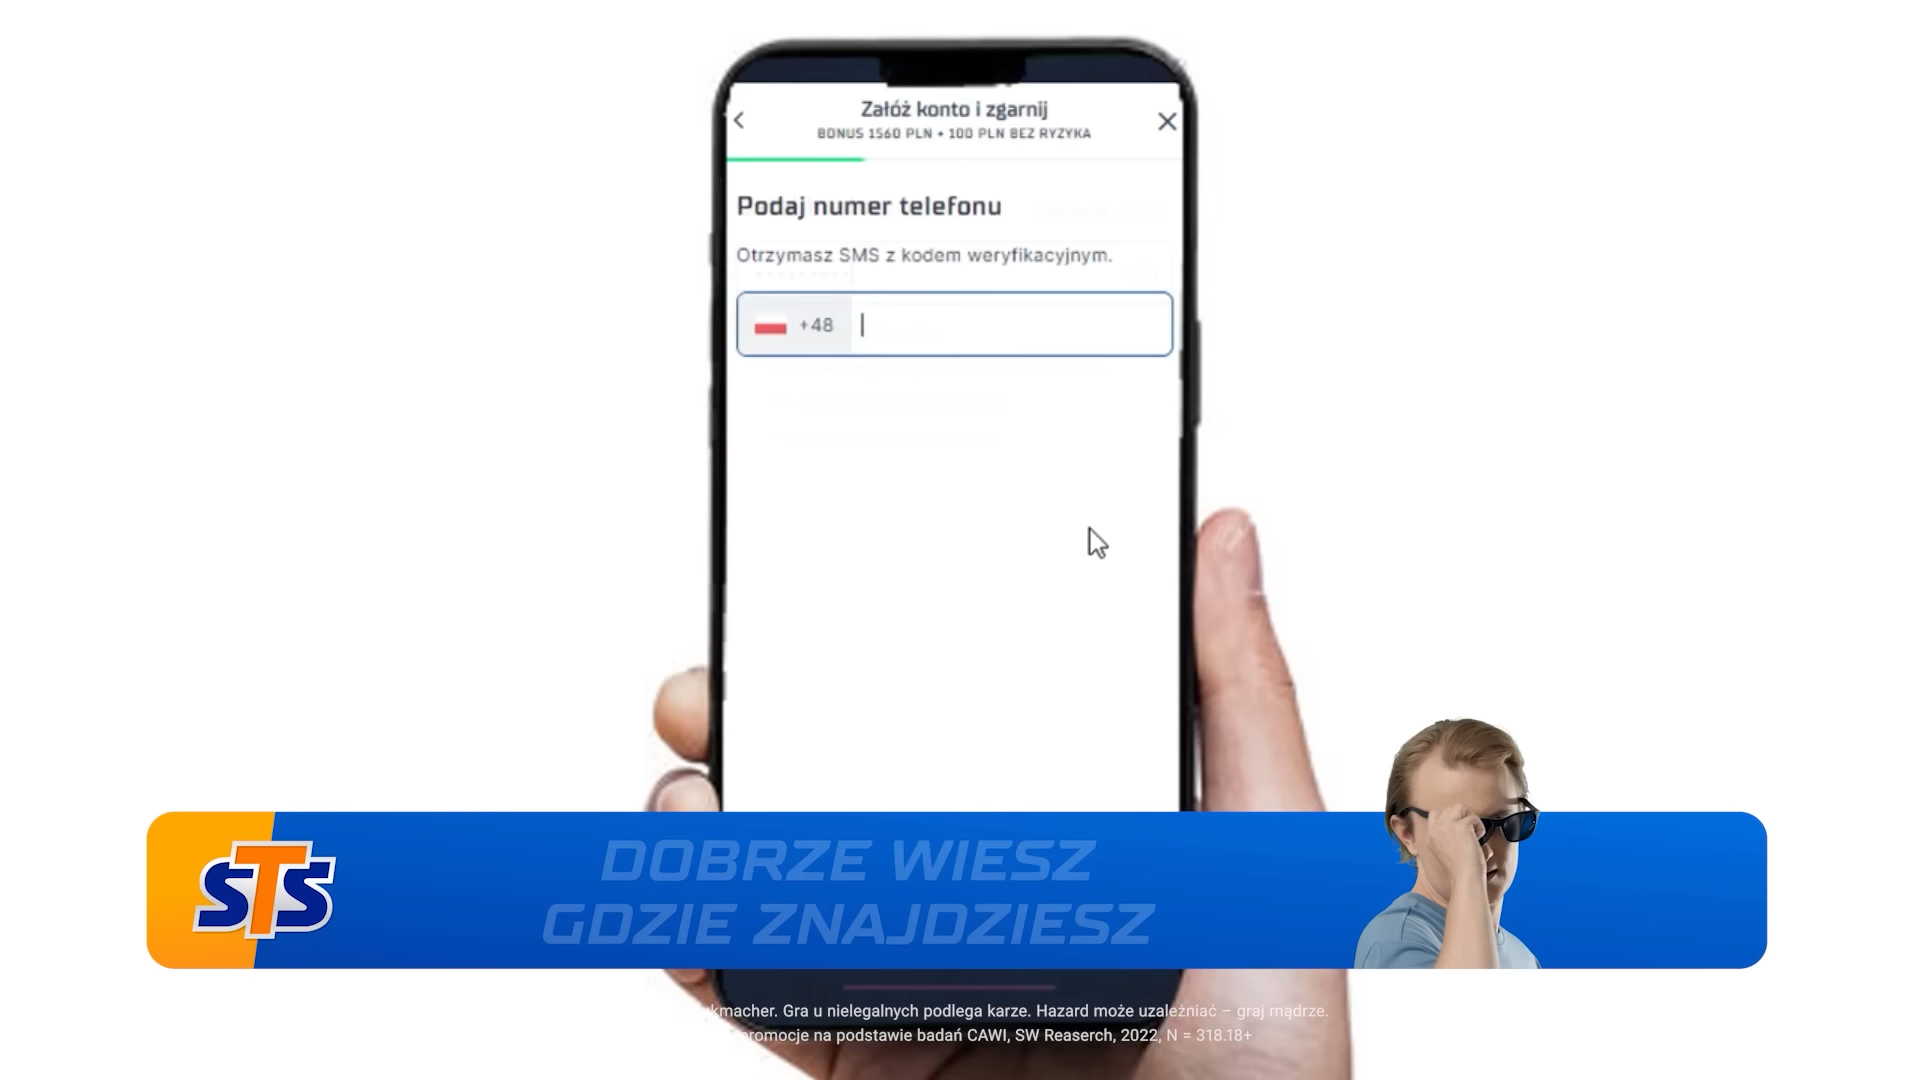 Załóż konto i zgarnij
BONUS 1560 PLN + 100 PLN BEZ RYZYKA
Podaj numer telefonu
Otrzymasz SMS z kodem weryfikacyjnym.
+48
STS
DOBRZE WIESZ
GDZIE ZNAJDZIESZ
Gra u nielegalnych podlega karze. Hazard może uzależniać – graj mądrze.
na podstawie badań CAWI, SW Reaserch, 2022, N = 318.18+